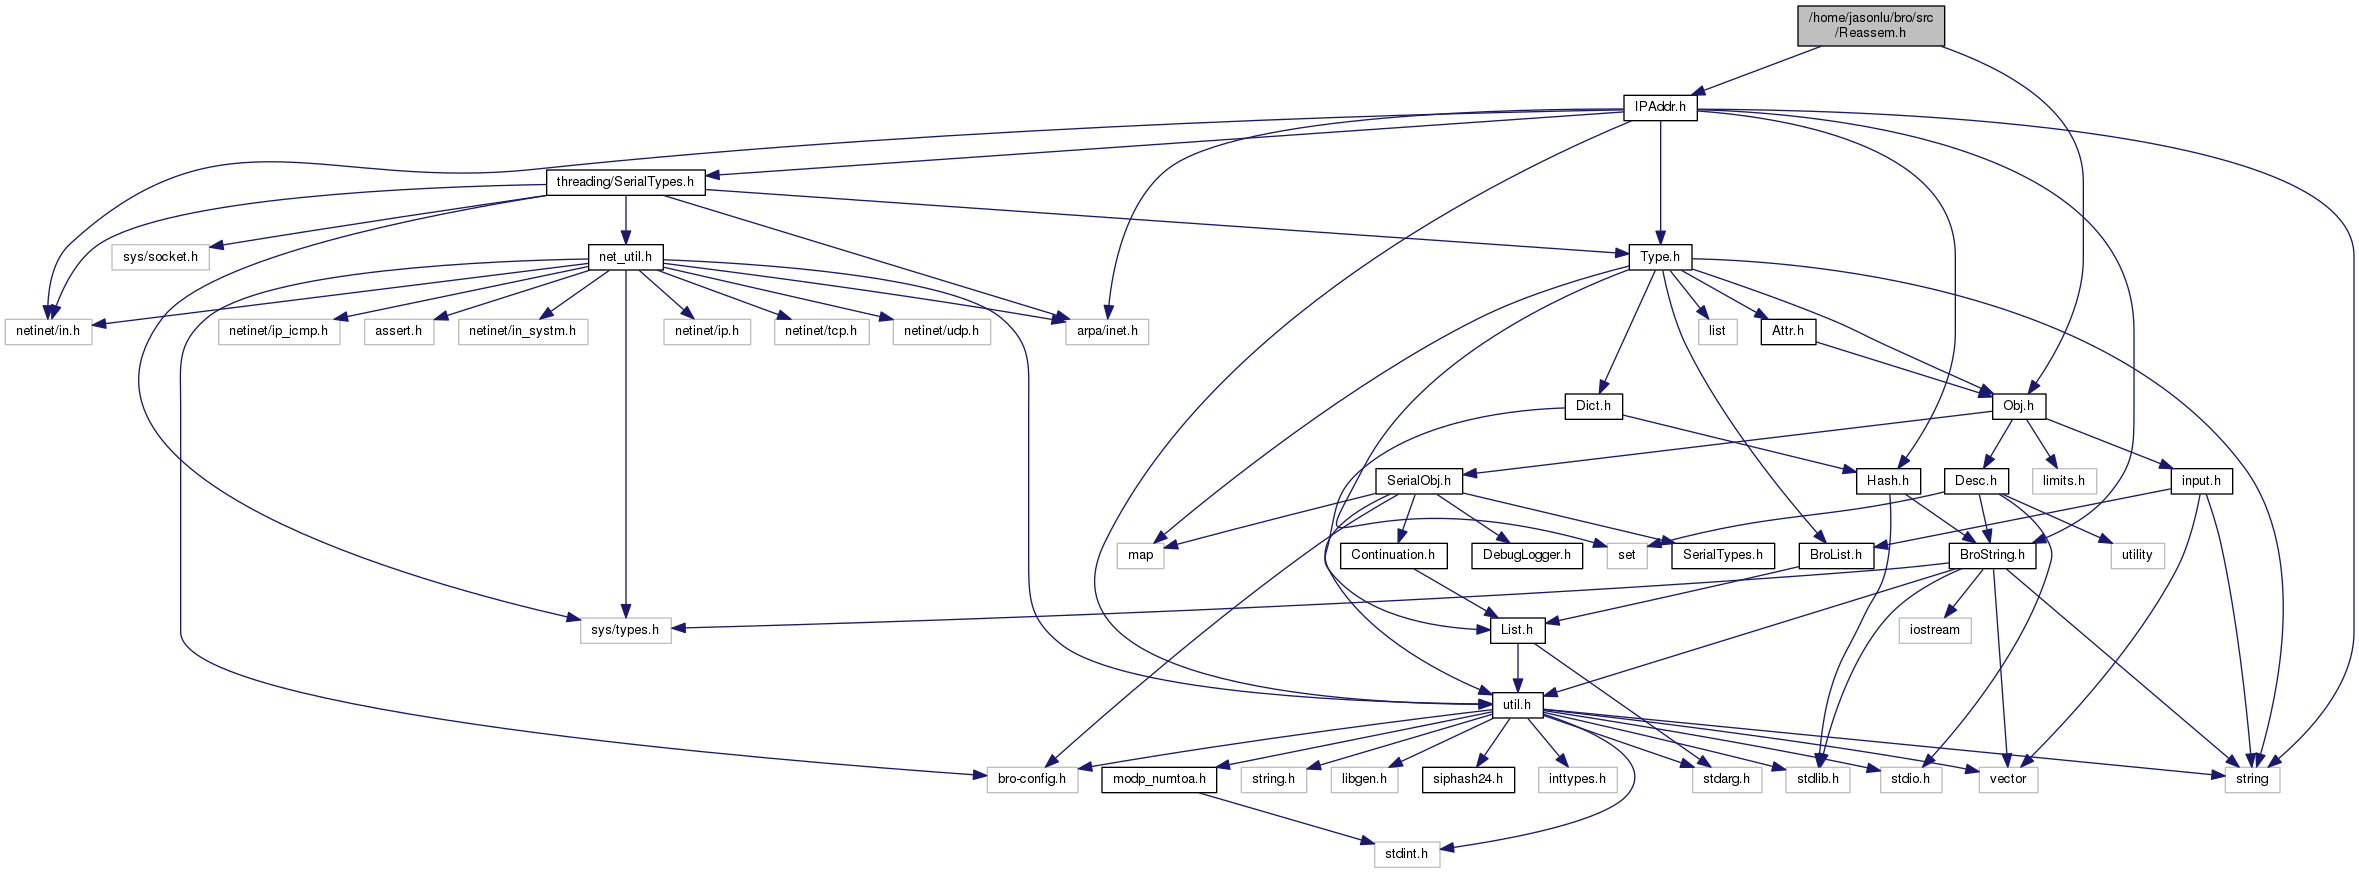 /home/jasonlu/bro/src
/Reassem.h
IPAddr.h
threading/SerialTypes.h
sys/socket.h
net_util.h
Type.h
netinet/in.h
netinet/ip_icmp.h
assert.h
netinet/in_systm.h
netinet/ip.h
netinet/tcp.h
netinet/udp.h
arpa/inet.h
list
Attr.h
Dict.h
Obj.h
SerialObj.h
Hash.h
Desc.h
limits.h
input.h
map
Continuation.h
DebugLogger.h
set
SerialTypes.h
BroList.h
BroString.h
utility
sys/types.h
List.h
iostream
util.h
bro-config.h
modp_numtoa.h
string.h
libgen.h
siphash24.h
inttypes.h
stdarg.h
stdlib.h
stdio.h
vector
string
stdint.h